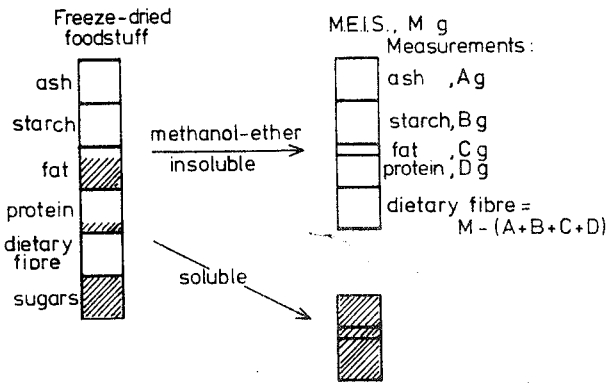 Freeze-dried
foodstuff
ash
starch
fat
protein
dietary
fibre
sugars
methanol-ether
insoluble
soluble
M.E.I.S., M g
Measurements:
ash , A g
starch, B g
fat , C g
protein, D g
dietary fibre =
M-(A+B+C+D)